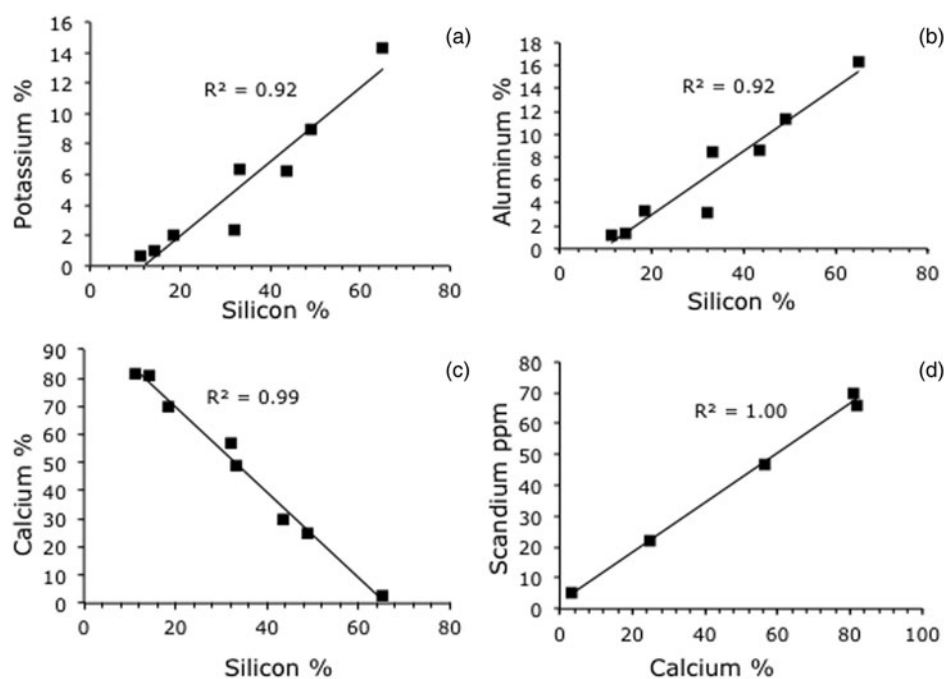 (a)
Potassium %
16
14
12
10
8
6
4
2
0
R² = 0.92
0 20 40 60 80
Silicon %
(b)
Aluminum %
18
16
14
12
10
8
6
4
2
0
R² = 0.92
0 20 40 60 80
Silicon %
(c)
Calcium %
90
80
70
60
50
40
30
20
10
0
R² = 0.99
0 20 40 60 80
Silicon %
(d)
Scandium ppm
80
70
60
50
40
30
20
10
0
R² = 1.00
0 20 40 60 80 100
Calcium %